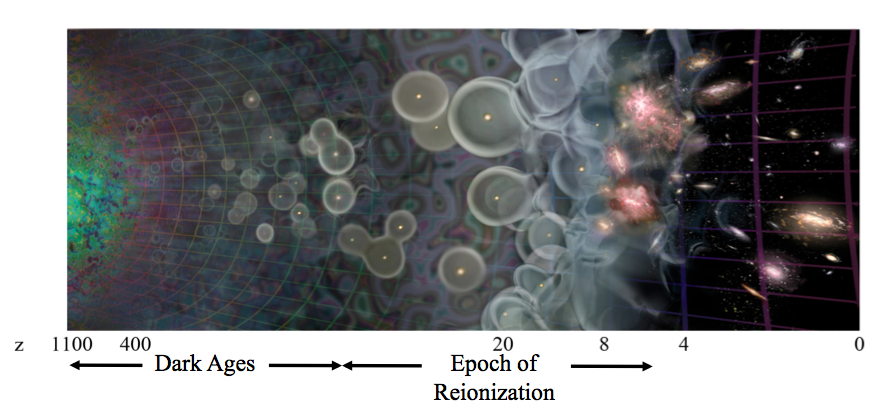 z 1100 400 20 8 4 0
Dark Ages Epoch of
Reionization